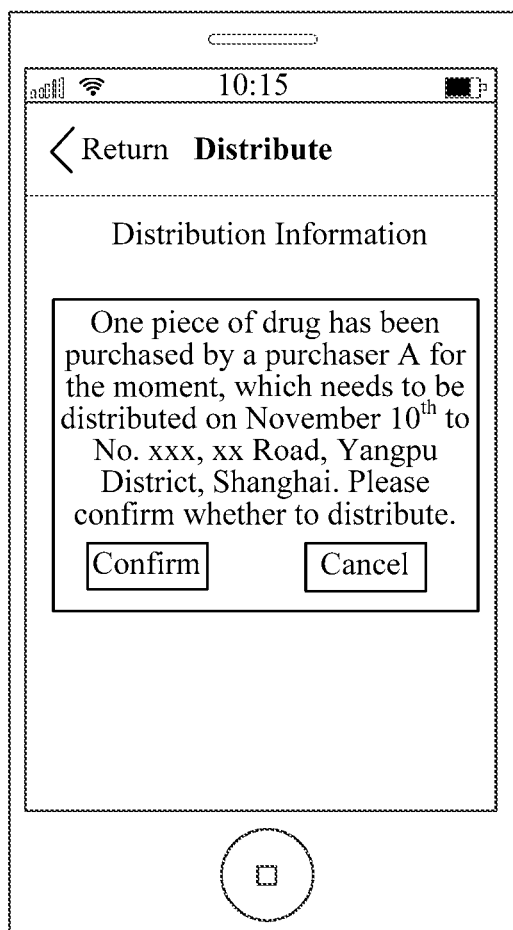 10:15
Return Distribute
Distribution Information
One piece of drug has been
purchased by a purchaser A for
the moment, which needs to be
distributed on November 10th to
No. xxx, xx Road, Yangpu
District, Shanghai. Please
confirm whether to distribute.
Confirm Cancel